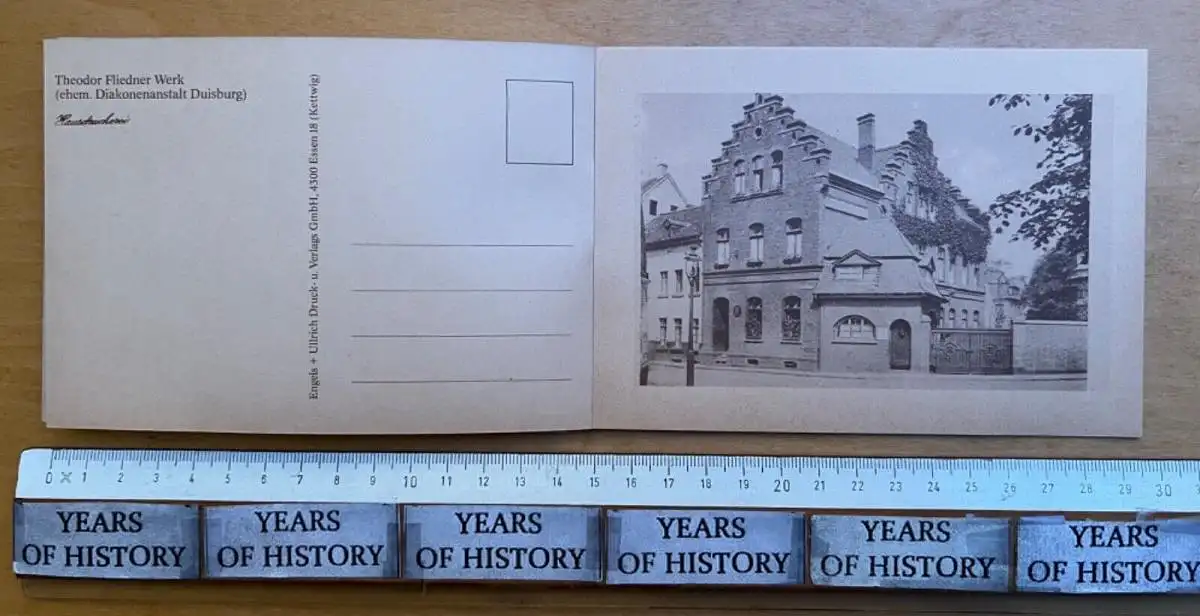 Theodor Fliedner Werk
(ehem. Diakonenanstalt Duisburg)
Hausdruckerei
Engels + Ullrich Druck- u. Verlags GmbH, 4300 Essen 18 (Kettwig)
0 1 2 3 4 5 6 7 8 9 10 11 12 13 14 15 16 17 18 19 20 21 22 23 24 25 26 27 28 29 30
YEARS OF HISTORY
YEARS OF HISTORY
YEARS OF HISTORY
YEARS OF HISTORY
YEARS OF HISTORY
YEARS OF HISTORY